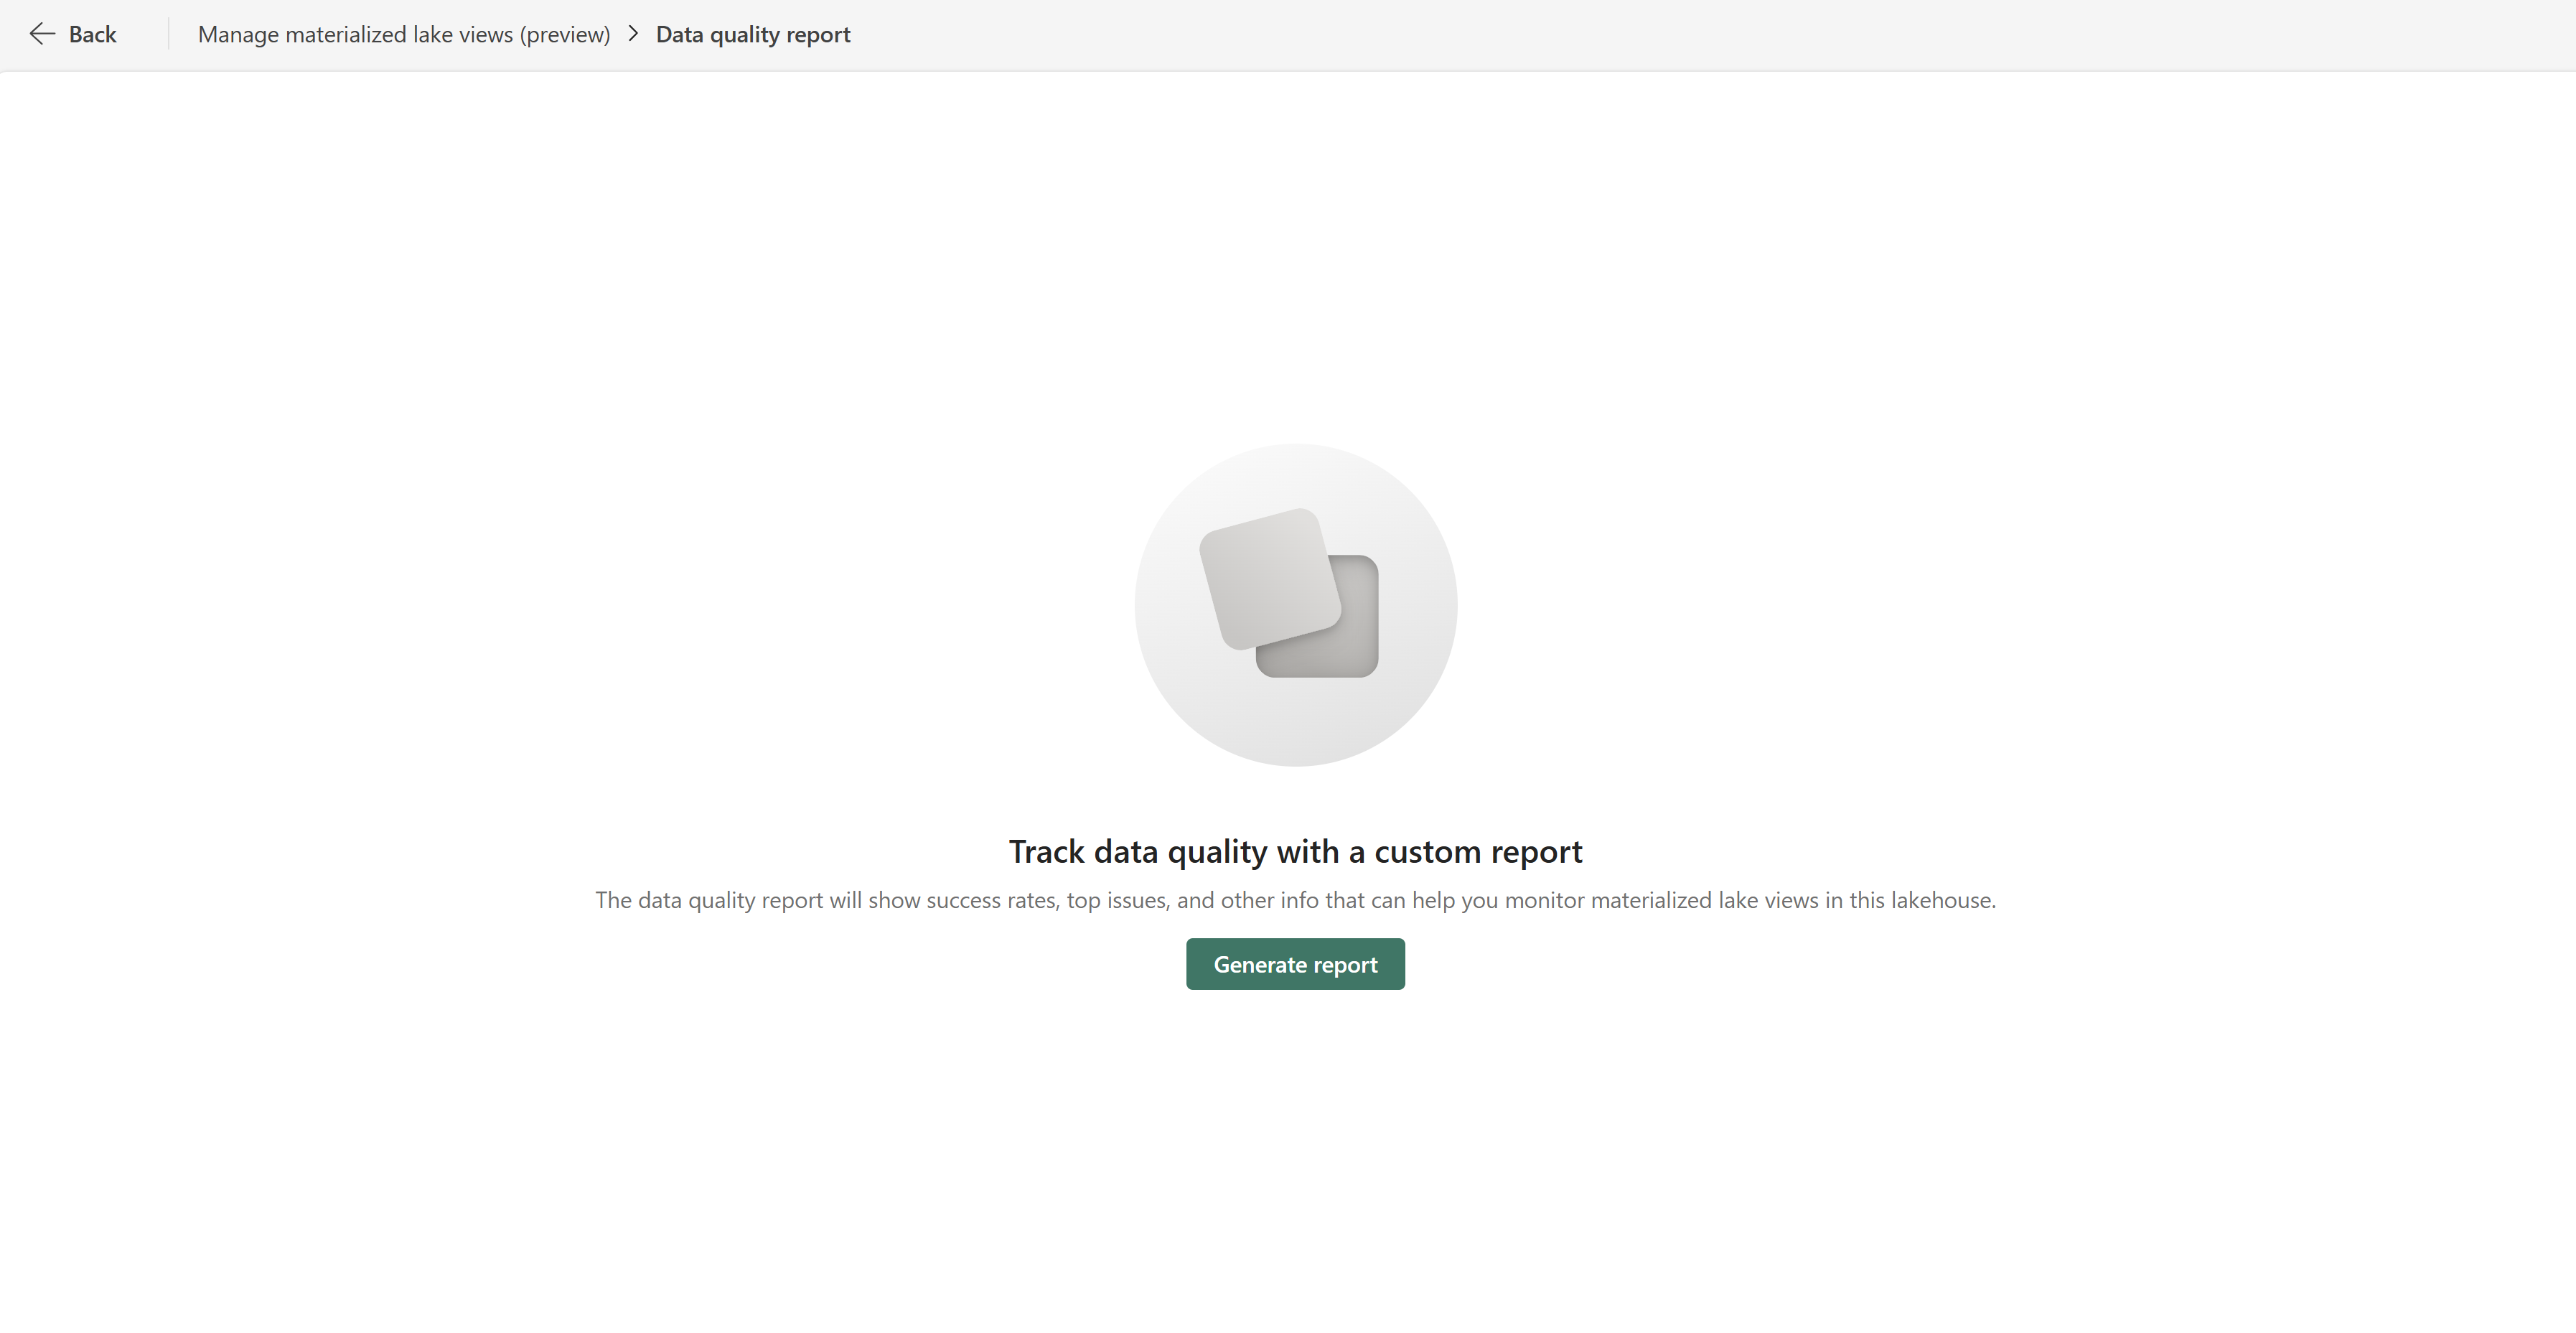 Back
Manage materialized lake views (preview) > Data quality report
Track data quality with a custom report
The data quality report will show success rates, top issues, and other info that can help you monitor materialized lake views in this lakehouse.
Generate report